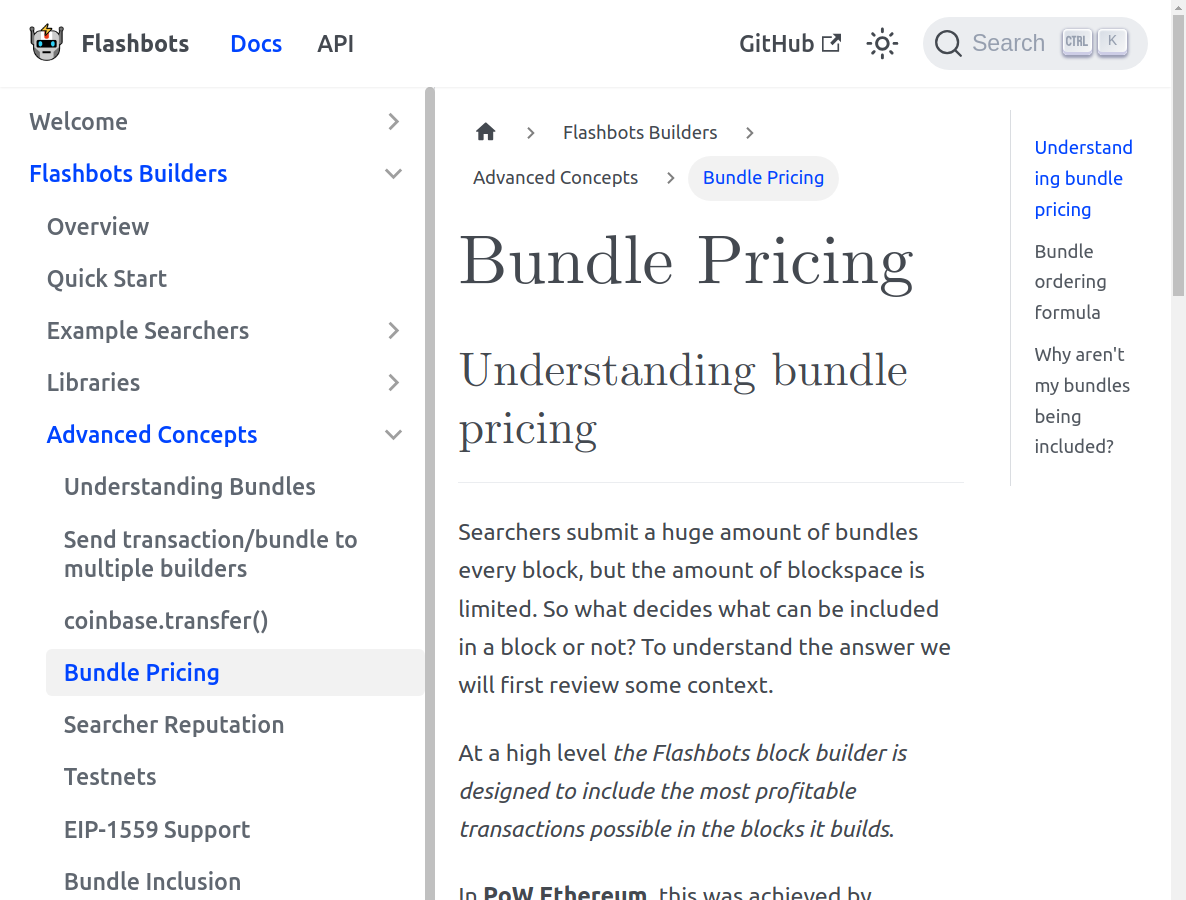 Flashbots
Docs
API
GitHub
Search
CTRL
K
Welcome
Flashbots Builders
Overview
Quick Start
Example Searchers
Libraries
Advanced Concepts
Understanding Bundles
Send transaction/bundle to
multiple builders
coinbase.transfer()
Bundle Pricing
Searcher Reputation
Testnets
EIP-1559 Support
Bundle Inclusion
Flashbots Builders
Advanced Concepts
Bundle Pricing
Bundle Pricing
Understanding bundle
pricing
Searchers submit a huge amount of bundles
every block, but the amount of blockspace is
limited. So what decides what can be included
in a block or not? To understand the answer we
will first review some context.
At a high level the Flashbots block builder is
designed to include the most profitable
transactions possible in the blocks it builds.
In PoW Ethereum, this was achieved by
Understand
ing bundle
pricing
Bundle
ordering
formula
Why aren't
my bundles
being
included?